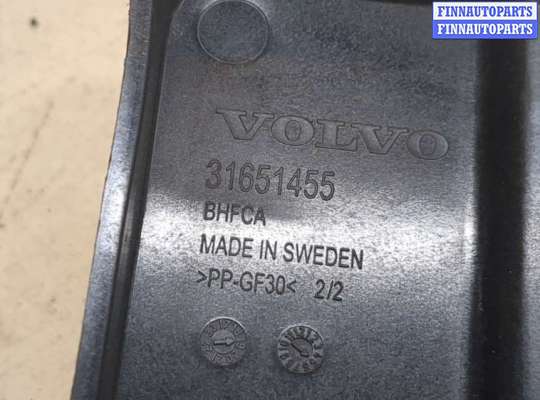 FINNAUTOPARTS
FINNAUTOPARTS
VOLVO
31651455
BHFCA
MADE IN SWEDEN
>PP-GF30< 2/2